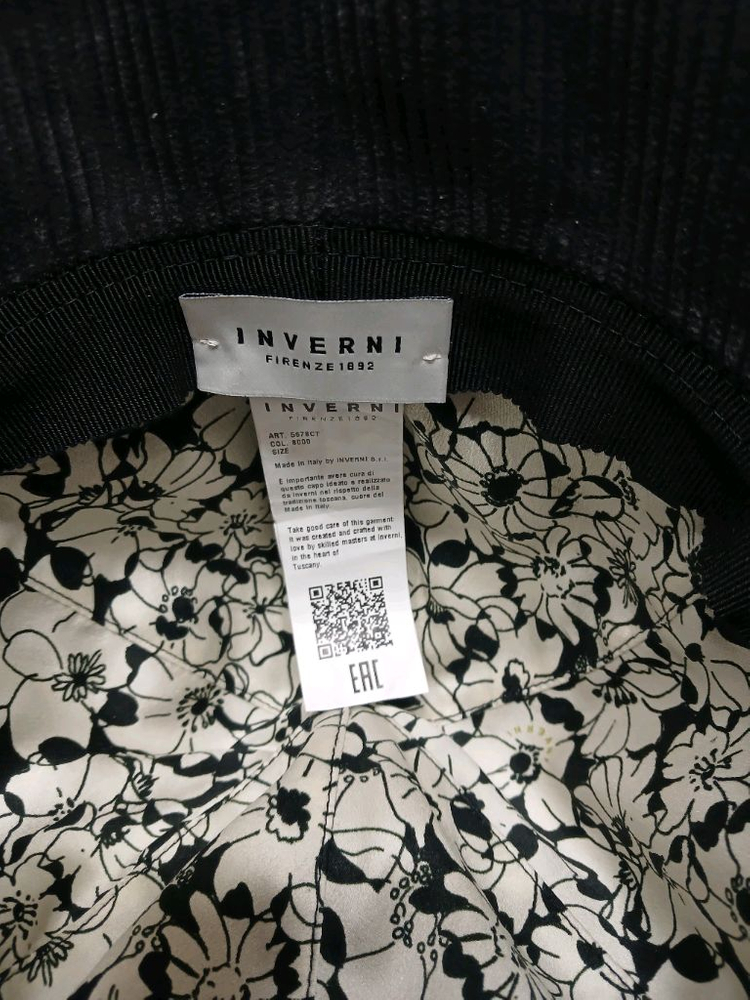 INVERNI
FIRENZE 1892
INVERNI
FIRENZE 1892
ART. 5678CT
COL. 8000
SIZE
Made in Italy by INVERNI s.r.l.
È importante avere cura di
questo capo ideato e realizzato
da Inverni nel rispetto della
tradizione toscana, cuore del
Made in Italy.
Take good care of this garment:
it was created and crafted with
love by skilled masters at Inverni,
in the heart of
Tuscany.
EAC